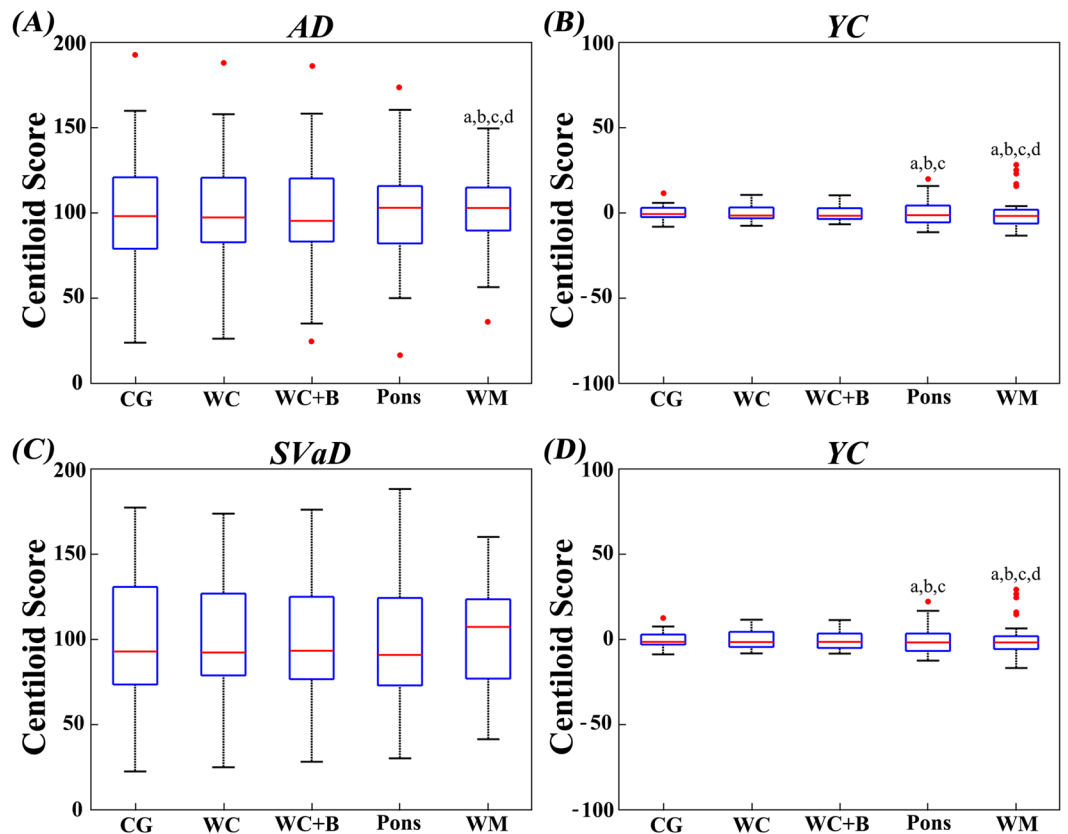 (A)
AD
Centiloid Score
200
150
100
50
0
a,b,c,d
CG WC WC+B Pons WM
(B)
YC
Centiloid Score
100
50
0
-50
-100
a,b,c
a,b,c,d
CG WC WC+B Pons WM
(C)
SVaD
Centiloid Score
200
150
100
50
0
CG WC WC+B Pons WM
(D)
YC
Centiloid Score
100
50
0
-50
-100
a,b,c
a,b,c,d
CG WC WC+B Pons WM